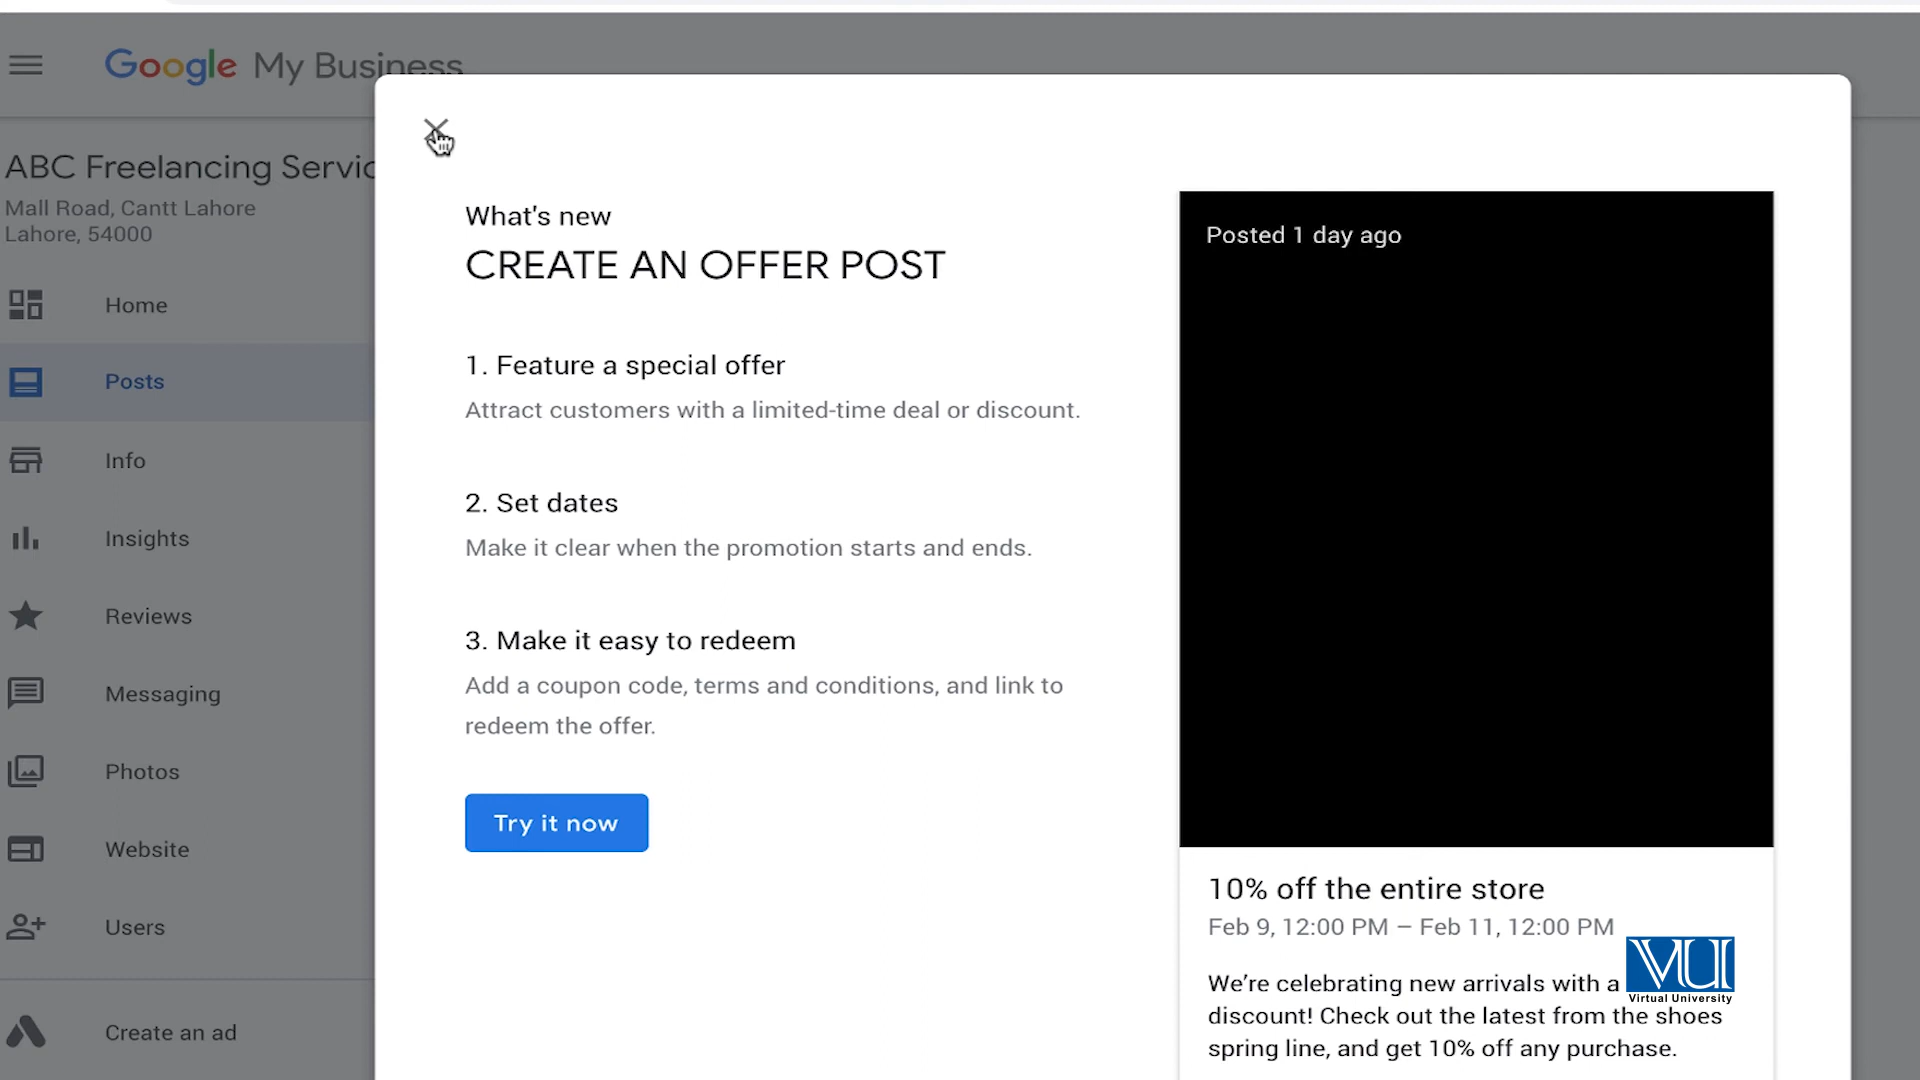 Google My Business
ABC Freelancing Servic
Mall Road, Cantt Lahore
Lahore, 54000
Home
Posts
Info
Insights
Reviews
Messaging
Photos
Website
Users
Create an ad
What's new
CREATE AN OFFER POST
1. Feature a special offer
Attract customers with a limited-time deal or discount.
2. Set dates
Make it clear when the promotion starts and ends.
3. Make it easy to redeem
Add a coupon code, terms and conditions, and link to
redeem the offer.
Try it now
Posted 1 day ago
10% off the entire store
Feb 9, 12:00 PM – Feb 11, 12:00 PM
We’re celebrating new arrivals with a
discount! Check out the latest from the shoes
spring line, and get 10% off any purchase.
VU
Virtual University